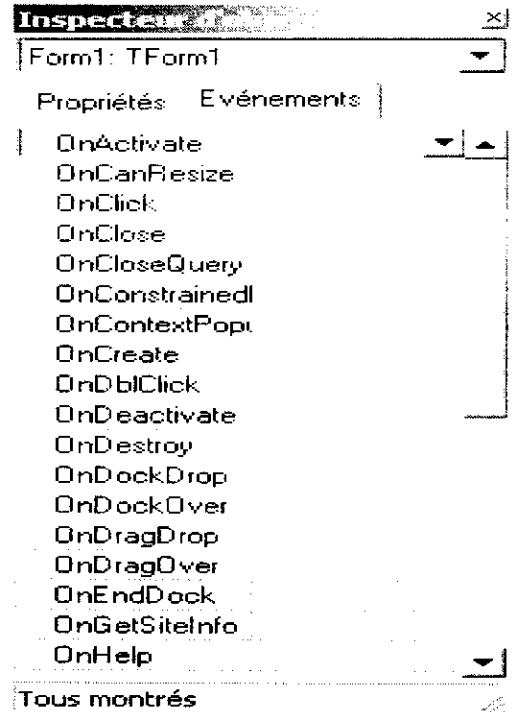 Inspecteur d'objets
Form1: TForm1
Propriétés Evénements
OnActivate
OnCanResize
OnClick
OnClose
OnCloseQuery
OnConstrainedI
OnContextPopu
OnCreate
OnDblClick
OnDeactivate
OnDestroy
OnDockDrop
OnDockOver
OnDragDrop
OnDragOver
OnEndDock
OnGetSiteInfo
OnHelp
Tous montrés